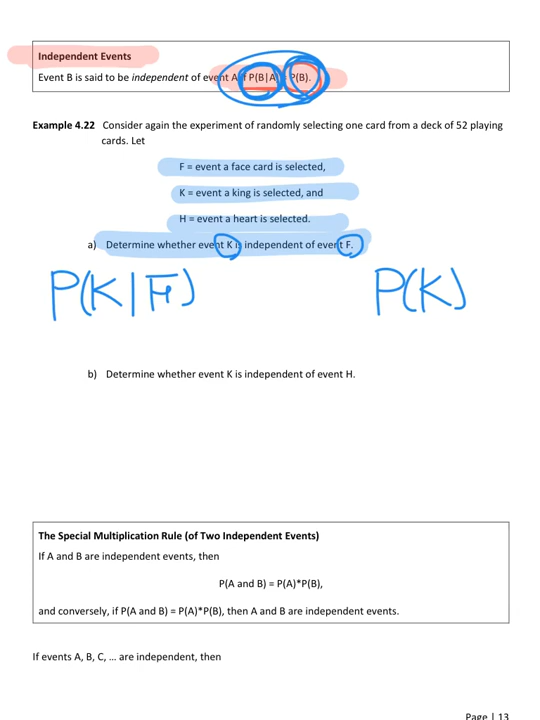 Independent Events
Event B is said to be independent of event A if P(B|A) = P(B).
Example 4.22 Consider again the experiment of randomly selecting one card from a deck of 52 playing
cards. Let
F = event a face card is selected,
K = event a king is selected, and
H = event a heart is selected.
a) Determine whether event K is independent of event F.
P(K|F) P(K)
b) Determine whether event K is independent of event H.
The Special Multiplication Rule (of Two Independent Events)
If A and B are independent events, then
P(A and B) = P(A)*P(B),
and conversely, if P(A and B) = P(A)*P(B), then A and B are independent events.
If events A, B, C, … are independent, then
Page | 13